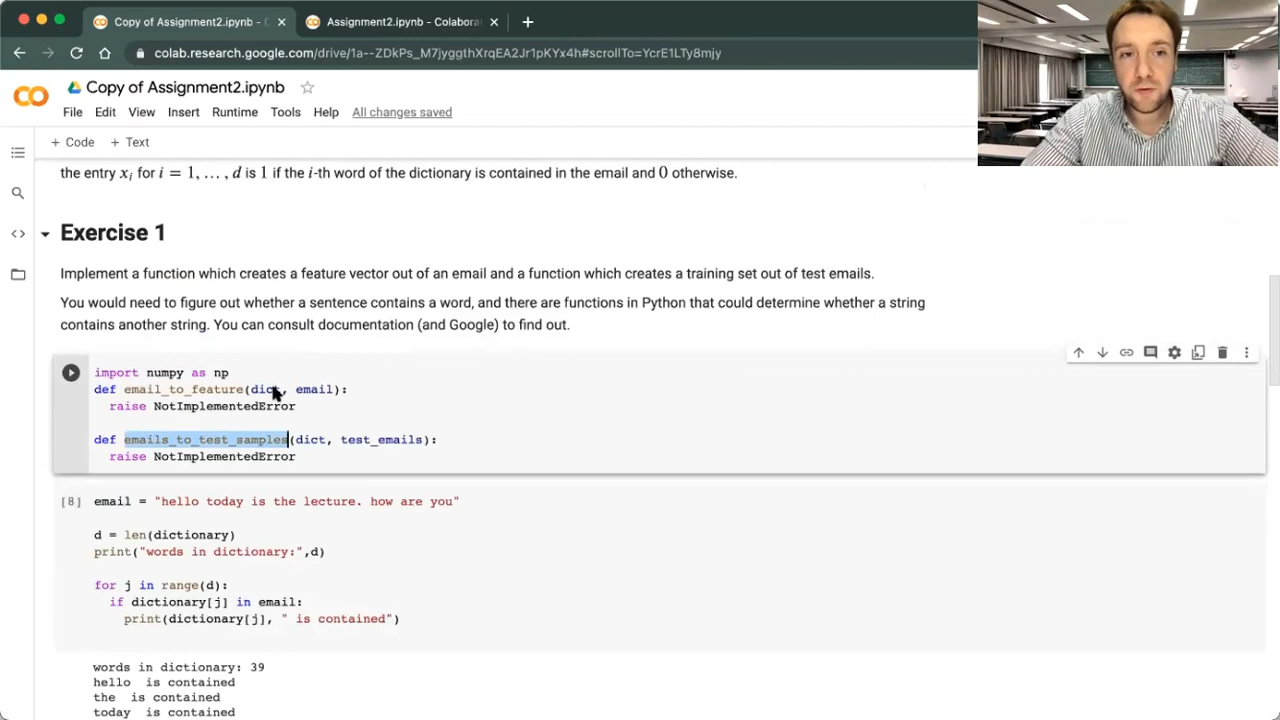 Copy of Assignment2.ipynb - C
Assignment2.ipynb - Colaborat
colab.research.google.com/drive/1a--ZDkPs_M7jyggthXrqEA2Jr1pKYx4h#scrollTo=YcrE1LTy8mjy
Copy of Assignment2.ipynb
File Edit View Insert Runtime Tools Help All changes saved
+ Code + Text
the entry xᵢ for i = 1, . . . , d is 1 if the i-th word of the dictionary is contained in the email and 0 otherwise.
Exercise 1
Implement a function which creates a feature vector out of an email and a function which creates a training set out of test emails.
You would need to figure out whether a sentence contains a word, and there are functions in Python that could determine whether a string
contains another string. You can consult documentation (and Google) to find out.
import numpy as np
def email_to_feature(dict, email):
raise NotImplementedError
def emails_to_test_samples(dict, test_emails):
raise NotImplementedError
[8] email = "hello today is the lecture. how are you"
d = len(dictionary)
print("words in dictionary:",d)
for j in range(d):
if dictionary[j] in email:
print(dictionary[j], " is contained")
words in dictionary: 39
hello is contained
the is contained
today is contained